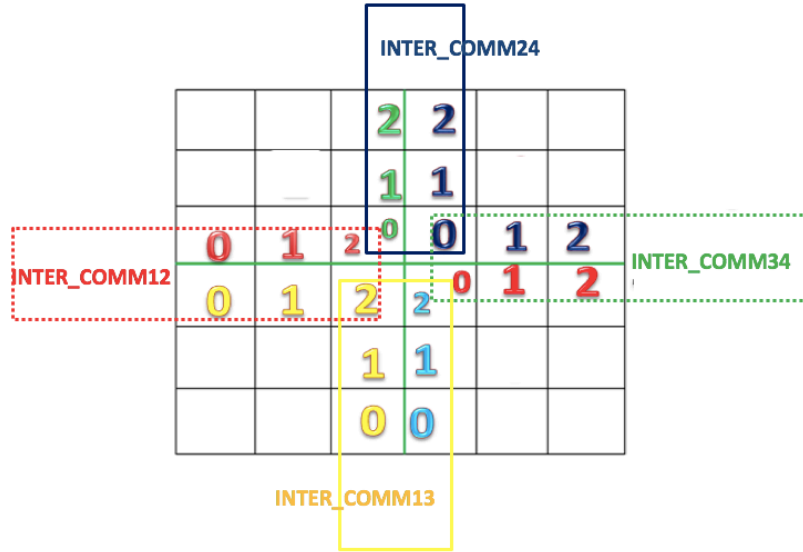 INTER_COMM24
2 2
1 1
0 1 2 0 0 1 2
INTER_COMM12
INTER_COMM34
0 1 2 2 0 1 2
1 1
0 0
INTER_COMM13